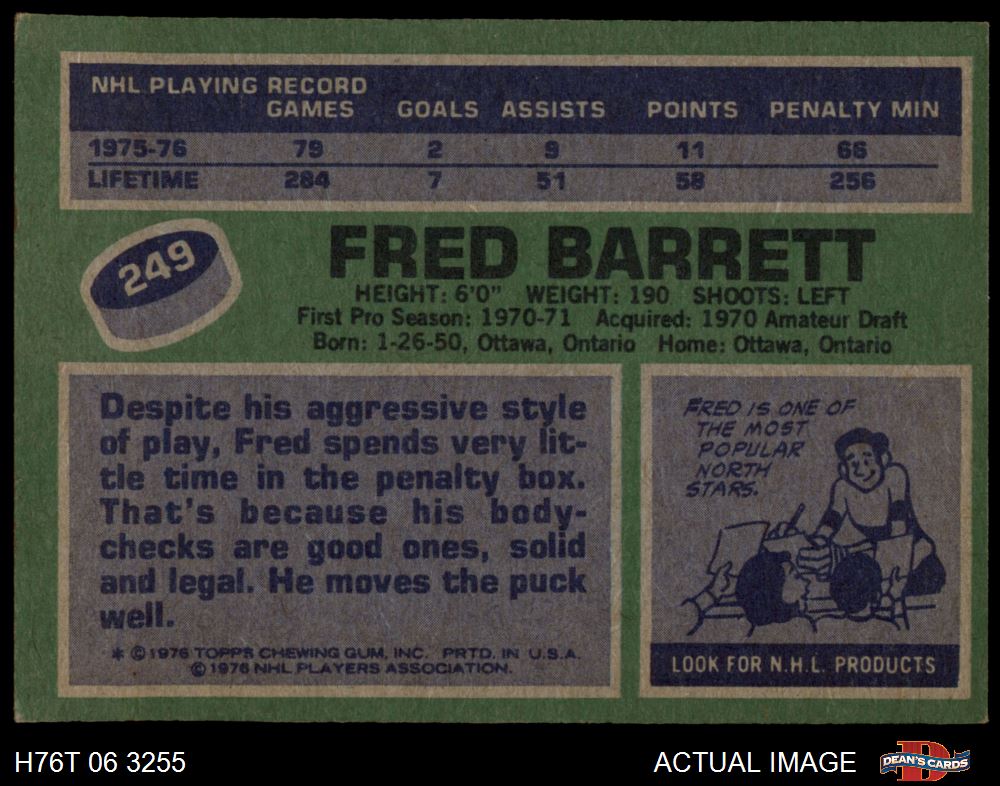 NHL PLAYING RECORD
GAMES GOALS ASSISTS POINTS PENALTY MIN
1975-76 79 2 9 11 66
LIFETIME 284 7 51 58 256
249
FRED BARRETT
HEIGHT: 6'0" WEIGHT: 190 SHOOTS: LEFT
First Pro Season: 1970-71 Acquired: 1970 Amateur Draft
Born: 1-26-50, Ottawa, Ontario Home: Ottawa, Ontario
Despite his aggressive style
of play, Fred spends very lit-
tle time in the penalty box.
That's because his body-
checks are good ones, solid
and legal. He moves the puck
well.
* © 1976 TOPPS CHEWING GUM, INC. PRTD. IN U.S.A.
© 1976 NHL PLAYERS ASSOCIATION.
FRED IS ONE OF
THE MOST
POPULAR
NORTH
STARS.
LOOK FOR N.H.L. PRODUCTS
H76T 06 3255
ACTUAL IMAGE
D
DEAN'S CARDS